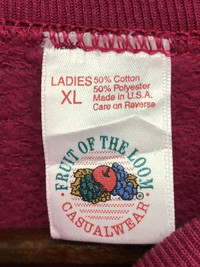 LADIES
XL
50% Cotton
50% Polyester
Made in U.S.A.
Care on Reverse
FRUIT OF THE LOOM
CASUALWEAR